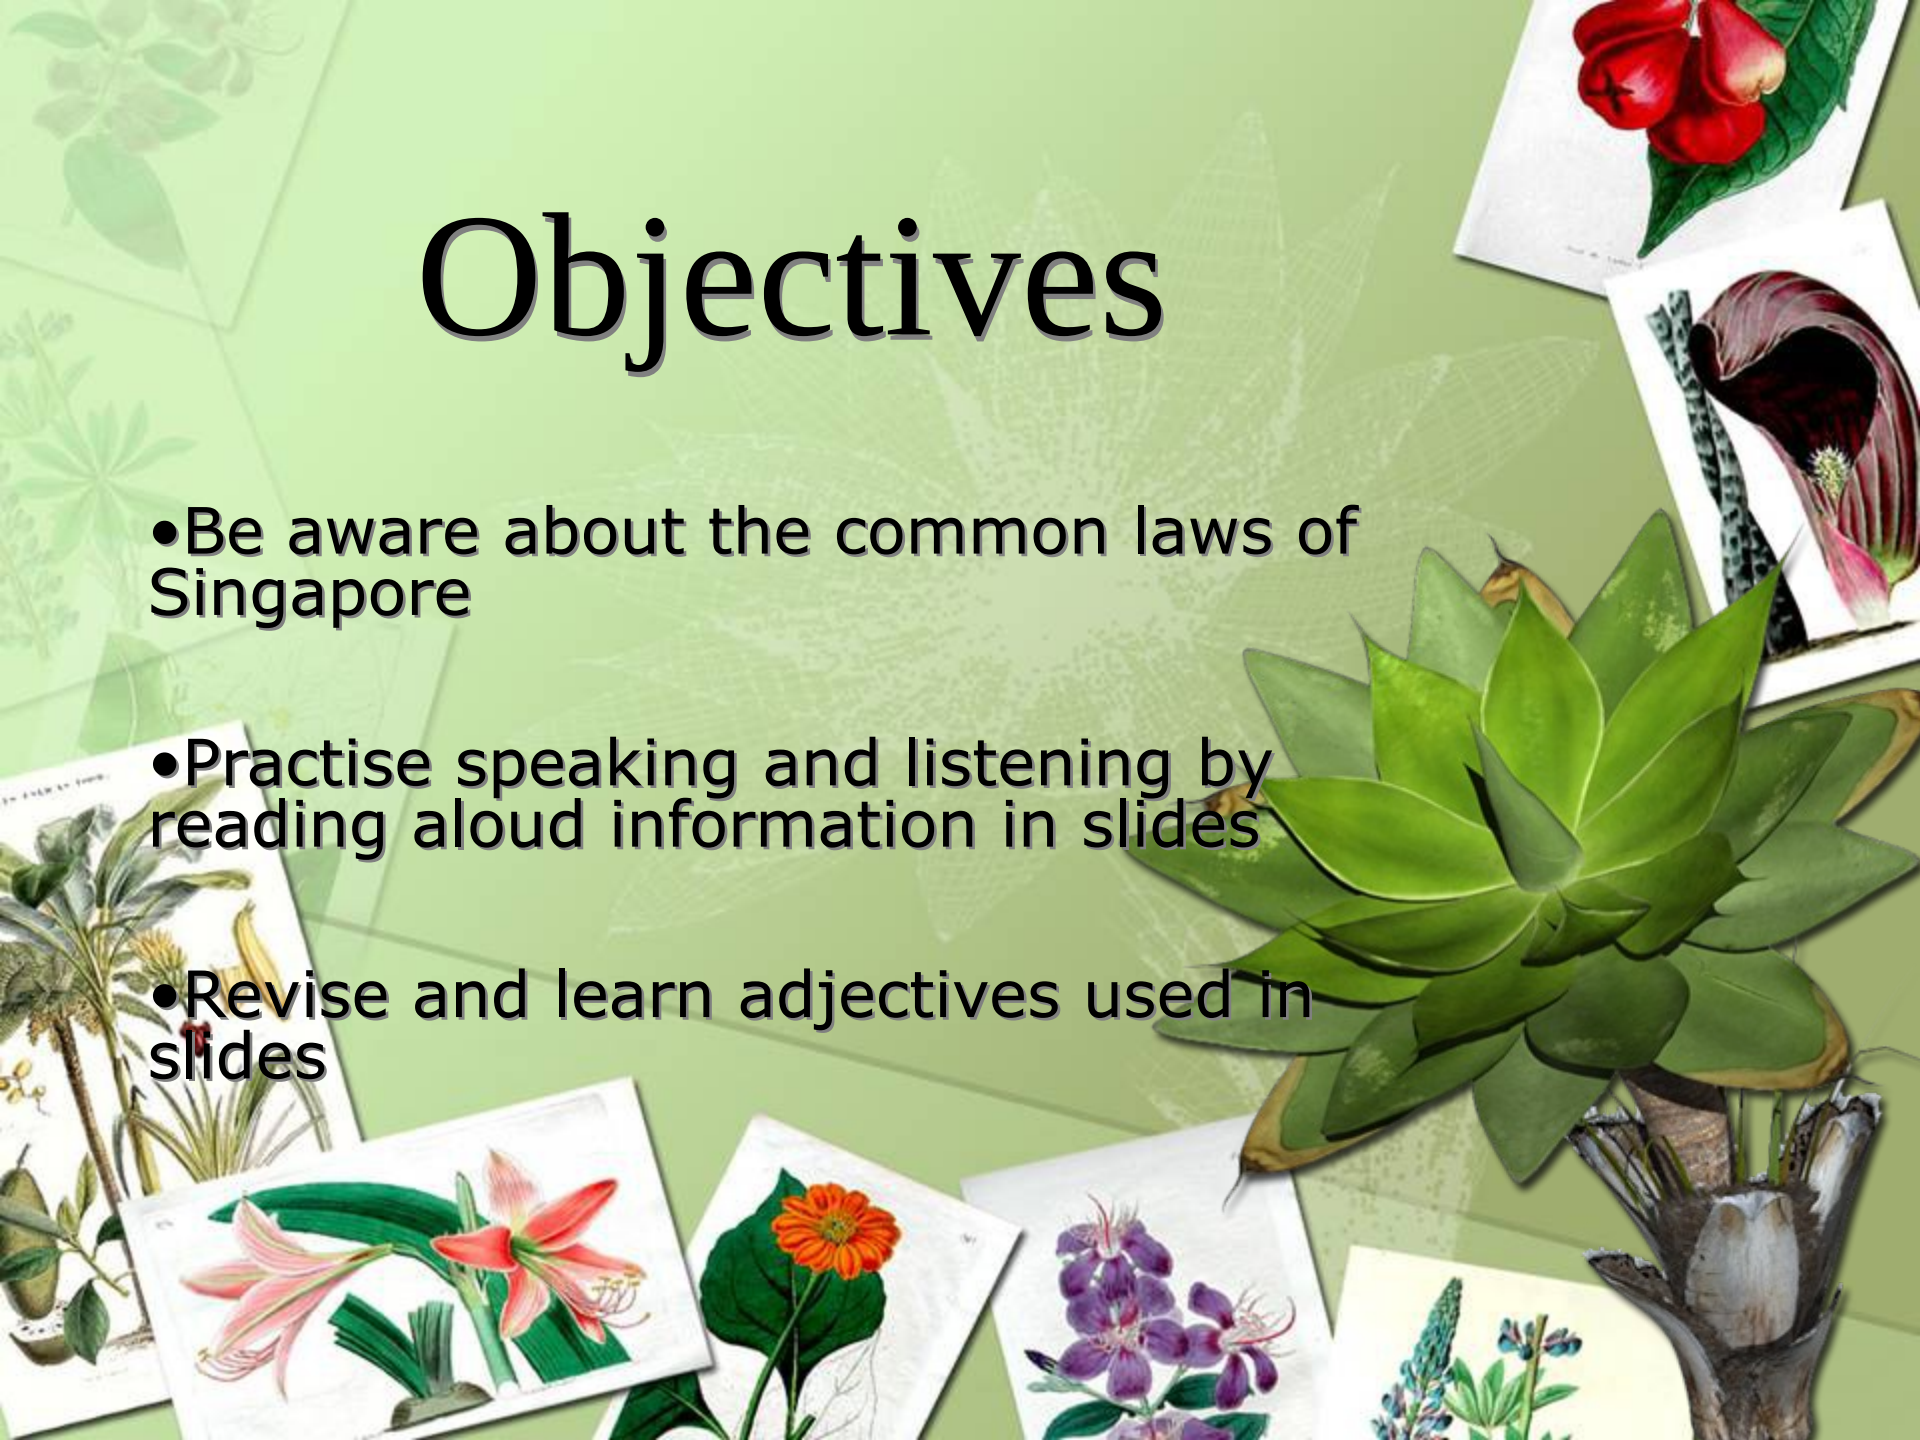 Objectives
•Be aware about the common laws of
Singapore
•Practise speaking and listening by
reading aloud information in slides
•Revise and learn adjectives used in
slides